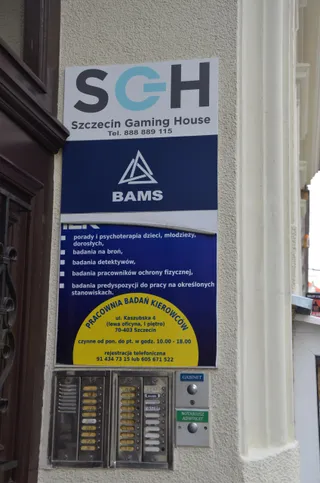 SGH
Szczecin Gaming House
Tel. 888 889 115
BAMS
porady i psychoterapia dzieci, młodzieży,
dorosłych,
badania na broń,
badania detektywów,
badania pracowników ochrony fizycznej,
badania predyspozycji do pracy na określonych
stanowiskach.
PRACOWNIA BADAŃ KIEROWCÓW
ul. Kaszubska 4
(lewa oficyna, I piętro)
70-403 Szczecin
czynne od pon. do pt. w godz. 10.00 - 18.00
rejestracja telefoniczna
91 434 73 15 lub 605 671 522